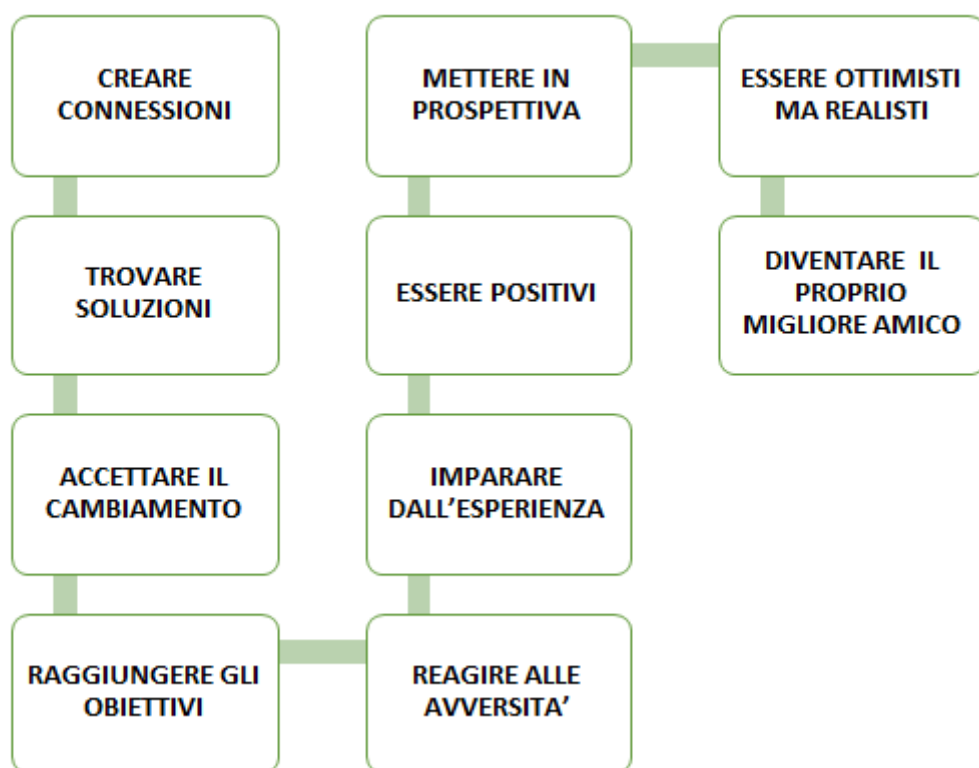 CREARE
CONNESSIONI
TROVARE
SOLUZIONI
ACCETTARE IL
CAMBIAMENTO
RAGGIUNGERE GLI
OBIETTIVI
REAGIRE ALLE
AVVERSITA’
IMPARARE
DALL’ESPERIENZA
ESSERE POSITIVI
METTERE IN
PROSPETTIVA
ESSERE OTTIMISTI
MA REALISTI
DIVENTARE IL
PROPRIO
MIGLIORE AMICO